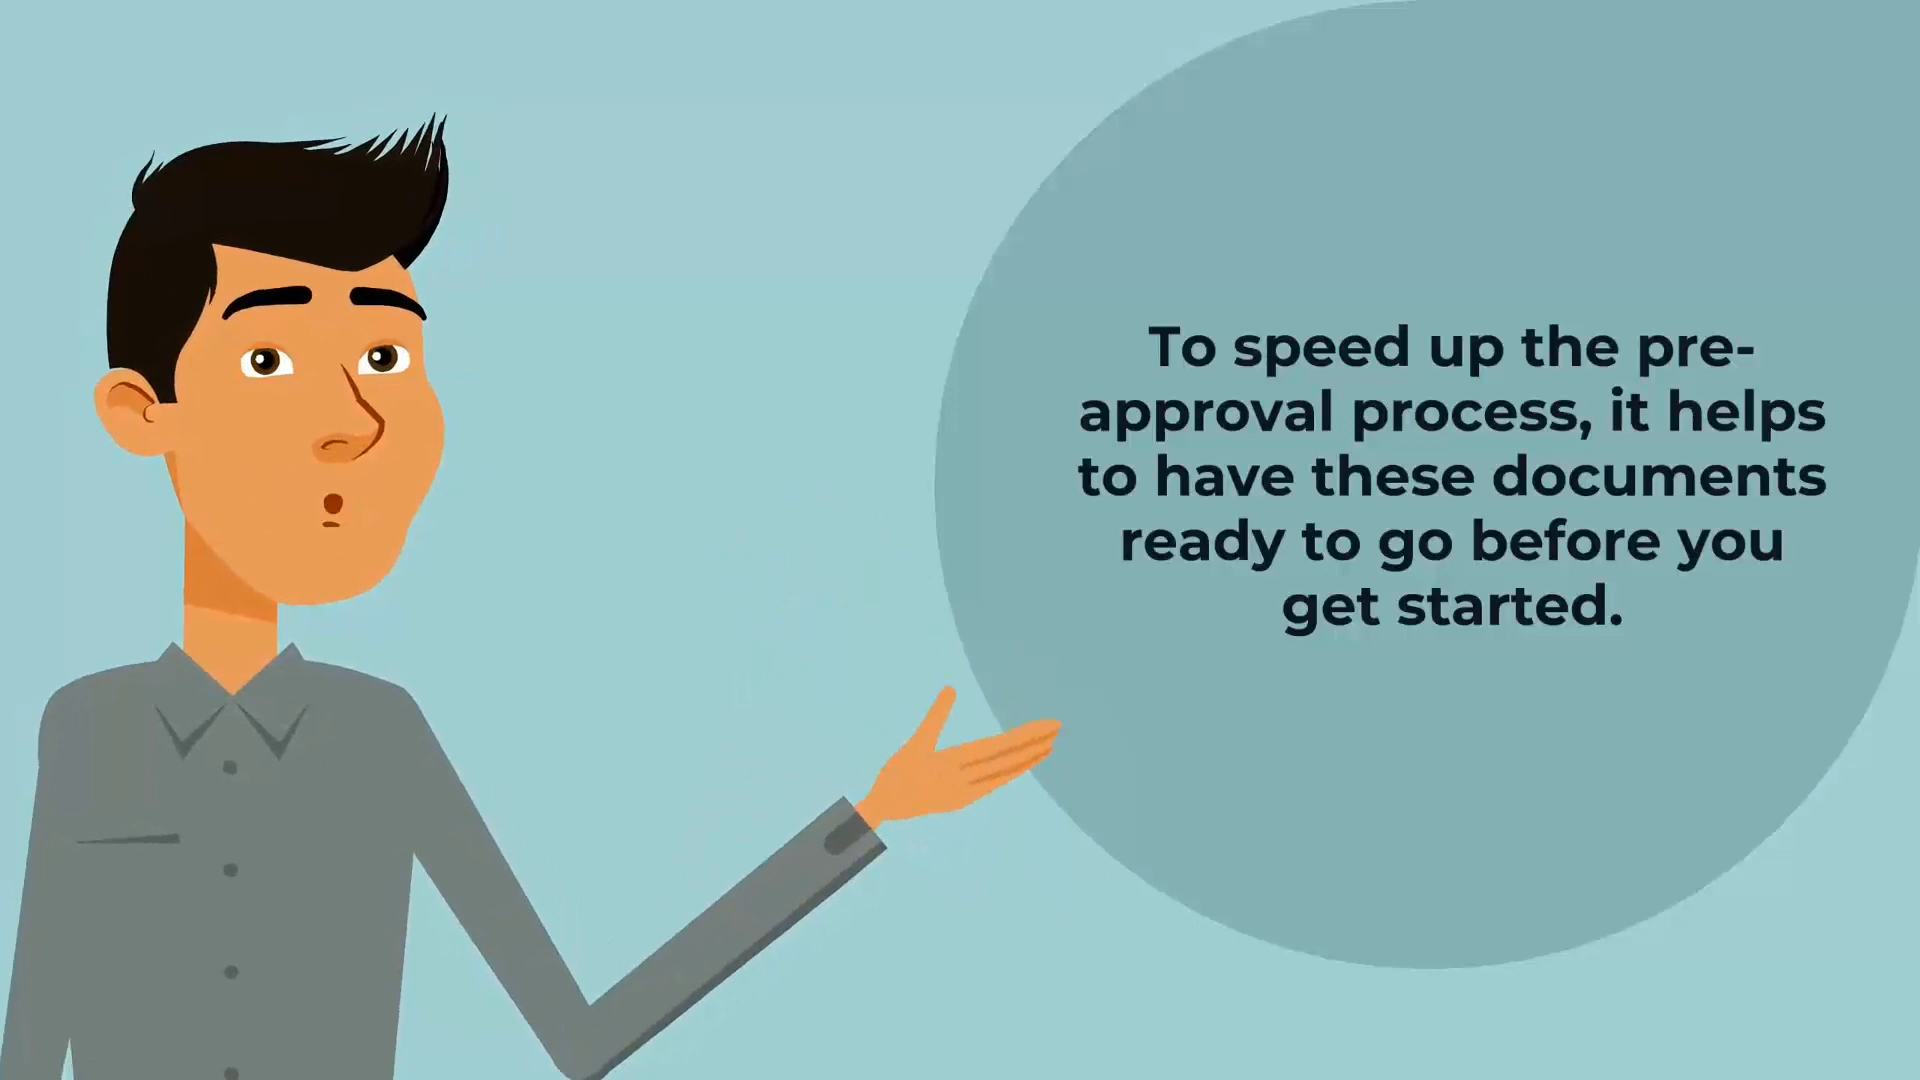 To speed up the pre-
approval process, it helps
to have these documents
ready to go before you
get started.